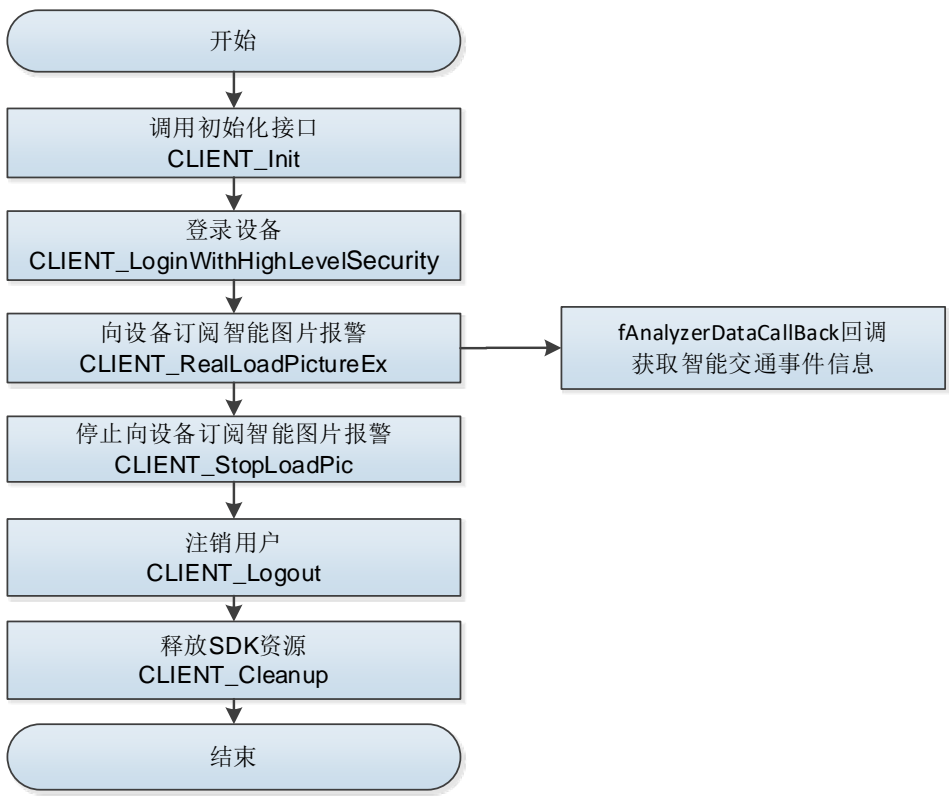 开始
调用初始化接口
CLIENT_Init
登录设备
CLIENT_LoginWithHighLevelSecurity
向设备订阅智能图片报警
CLIENT_RealLoadPictureEx
fAnalyzerDataCallBack回调
获取智能交通事件信息
停止向设备订阅智能图片报警
CLIENT_StopLoadPic
注销用户
CLIENT_Logout
释放SDK资源
CLIENT_Cleanup
结束